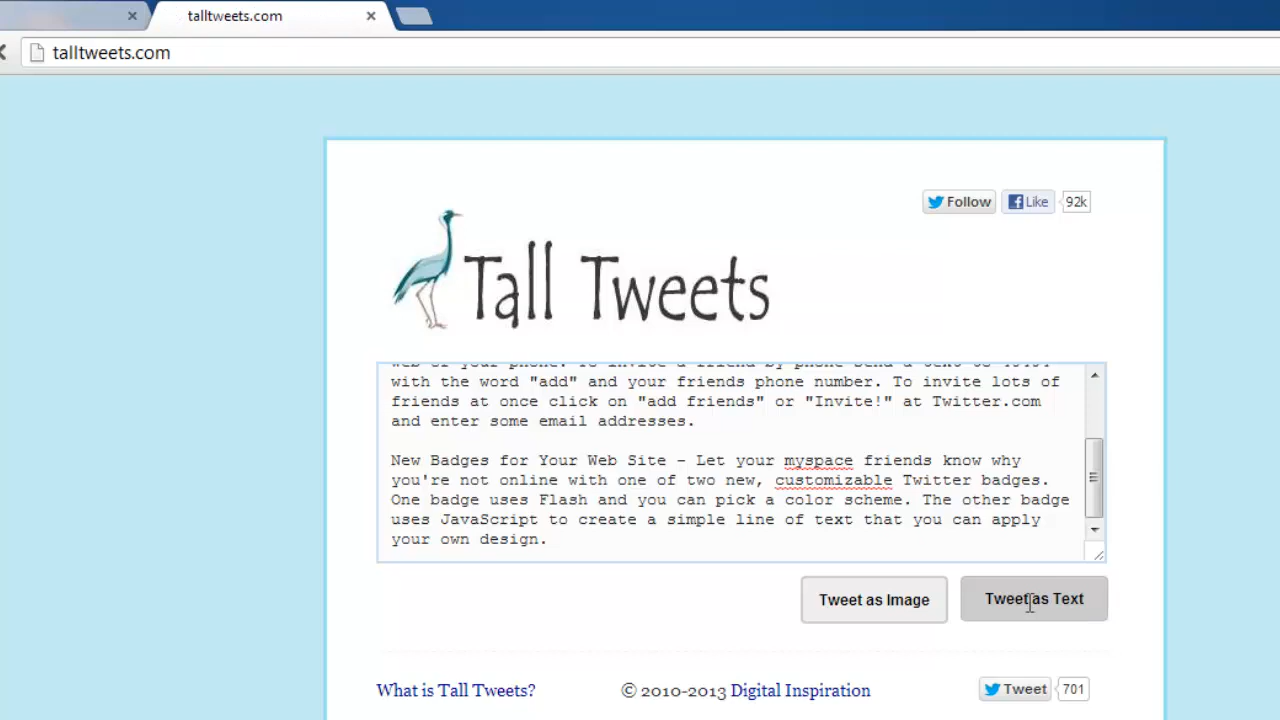 talltweets.com
talltweets.com
Follow
Like
92k
Tall Tweets
with the word "add" and your friends phone number. To invite lots of
friends at once click on "add friends" or "Invite!" at Twitter.com
and enter some email addresses.
New Badges for Your Web Site - Let your myspace friends know why
you're not online with one of two new, customizable Twitter badges.
One badge uses Flash and you can pick a color scheme. The other badge
uses JavaScript to create a simple line of text that you can apply
your own design.
Tweet as Image
Tweet as Text
What is Tall Tweets?
© 2010-2013 Digital Inspiration
Tweet
701